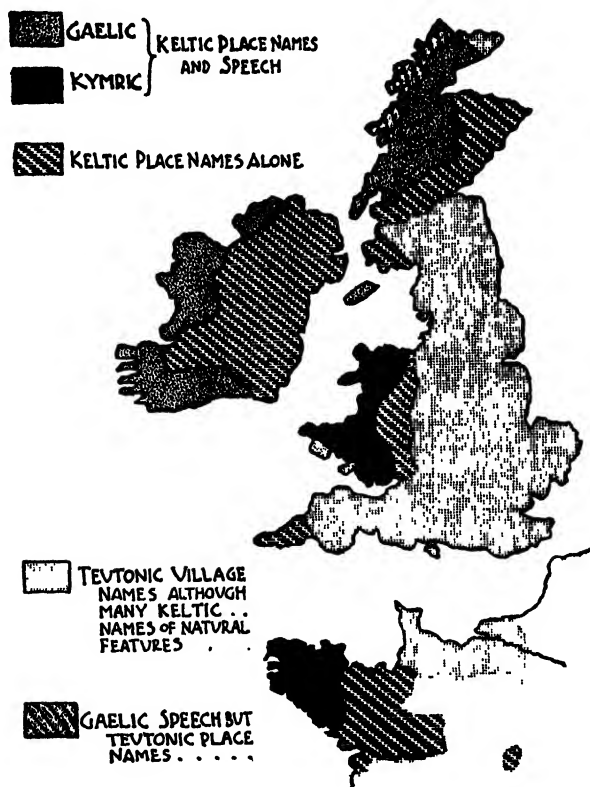 GAELIC
KYMRIC
KELTIC PLACE NAMES
AND SPEECH
KELTIC PLACE NAMES ALONE
TEUTONIC VILLAGE
NAMES ALTHOUGH
MANY KELTIC . .
NAMES OF NATURAL
FEATURES . .
GAELIC SPEECH BUT
TEUTONIC PLACE
NAMES . . . . .